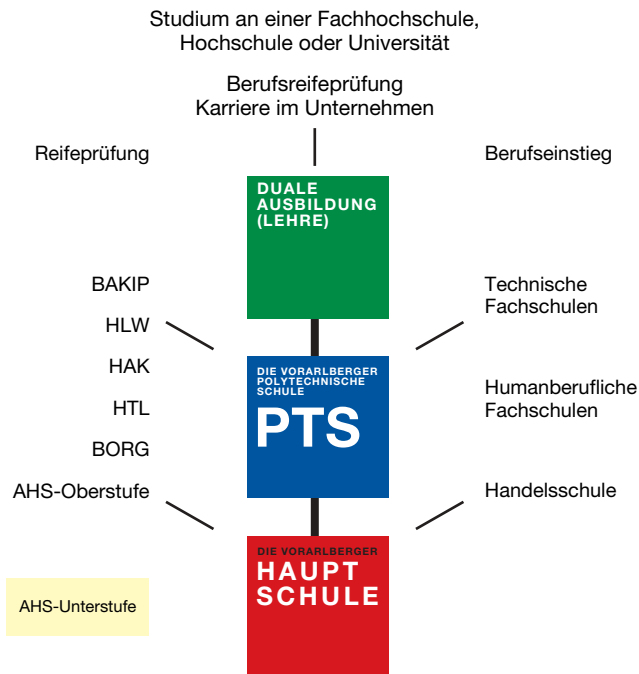 Studium an einer Fachhochschule,
Hochschule oder Universität
Berufsreifeprüfung
Karriere im Unternehmen
Reifeprüfung
Berufseinstieg
DUALE
AUSBILDUNG
(LEHRE)
BAKIP
HLW
HAK
HTL
BORG
AHS-Oberstufe
Technische
Fachschulen
Humanberufliche
Fachschulen
Handelsschule
DIE VORARLBERGER
POLYTECHNISCHE
SCHULE
PTS
DIE VORARLBERGER
HAUPT
SCHULE
AHS-Unterstufe